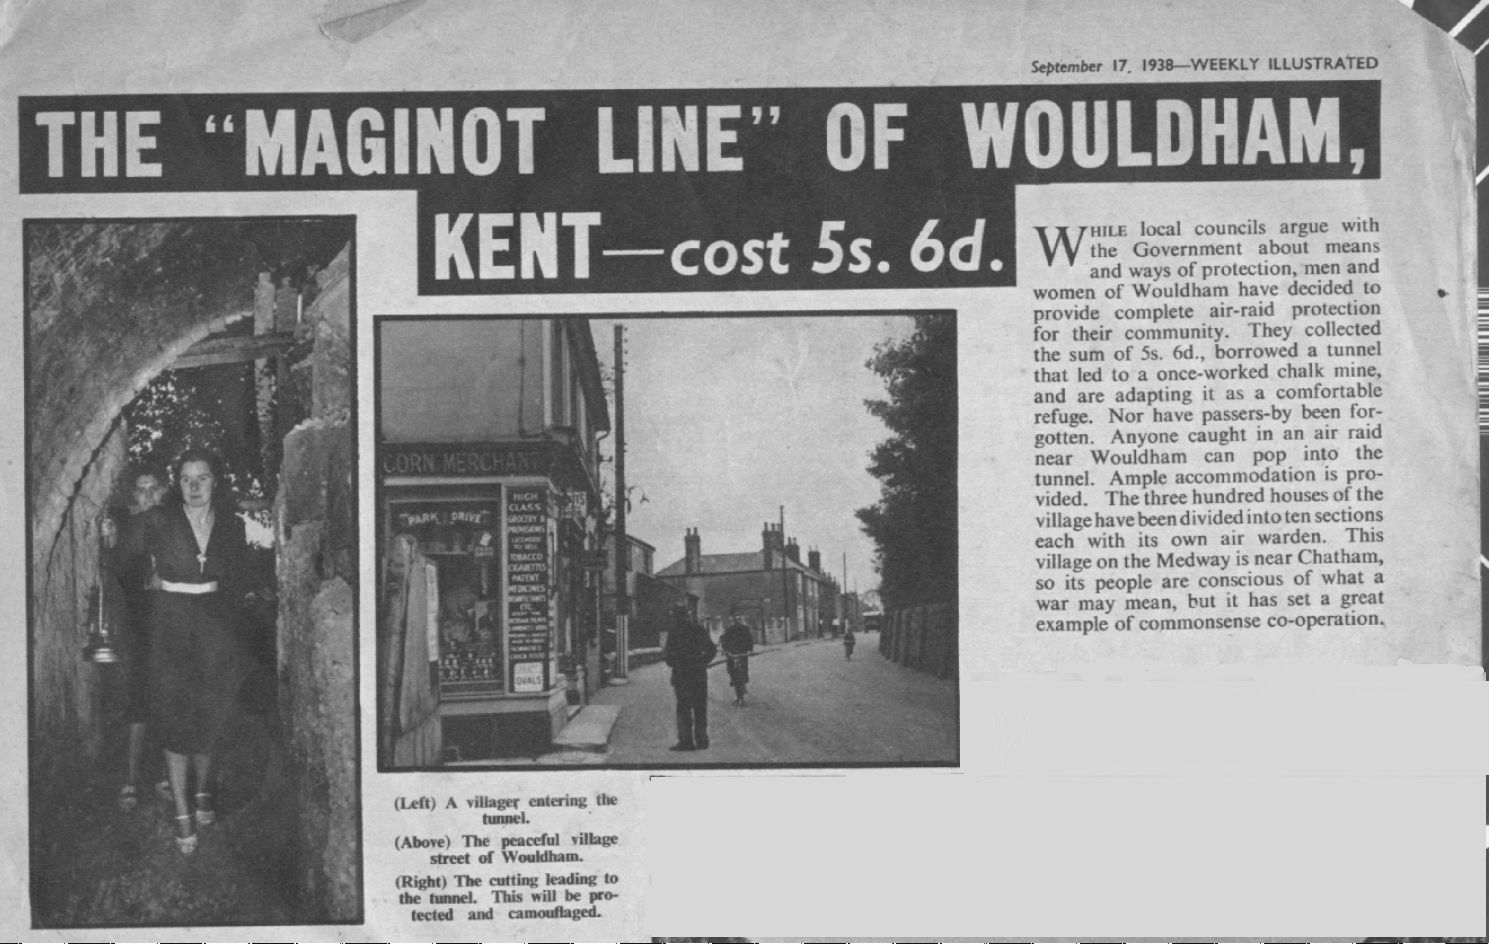 September 17, 1938—WEEKLY ILLUSTRATED
THE "MAGINOT LINE" OF WOULDHAM,
KENT—cost 5s. 6d.
WHILE local councils argue with
the Government about means
and ways of protection, men and
women of Wouldham have decided to
provide complete air-raid protection
for their community. They collected
the sum of 5s. 6d., borrowed a tunnel
that led to a once-worked chalk mine,
and are adapting it as a comfortable
refuge. Nor have passers-by been for-
gotten. Anyone caught in an air raid
near Wouldham can pop into the
tunnel. Ample accommodation is pro-
vided. The three hundred houses of the
village have been divided into ten sections
each with its own air warden. This
village on the Medway is near Chatham,
so its people are conscious of what a
war may mean, but it has set a great
example of commonsense co-operation.
CORN MERCHANT
"PARK DRIVE"
HIGH
CLASS
GROCERY &
PROVISIONS
LICENSED
TO SELL
TOBACCO
CIGARETTES
PATENT
MEDICINES
DISINFECTANTS
ETC.
OVALS
(Left) A villager entering the
tunnel.
(Above) The peaceful village
street of Wouldham.
(Right) The cutting leading to
the tunnel. This will be pro-
tected and camouflaged.